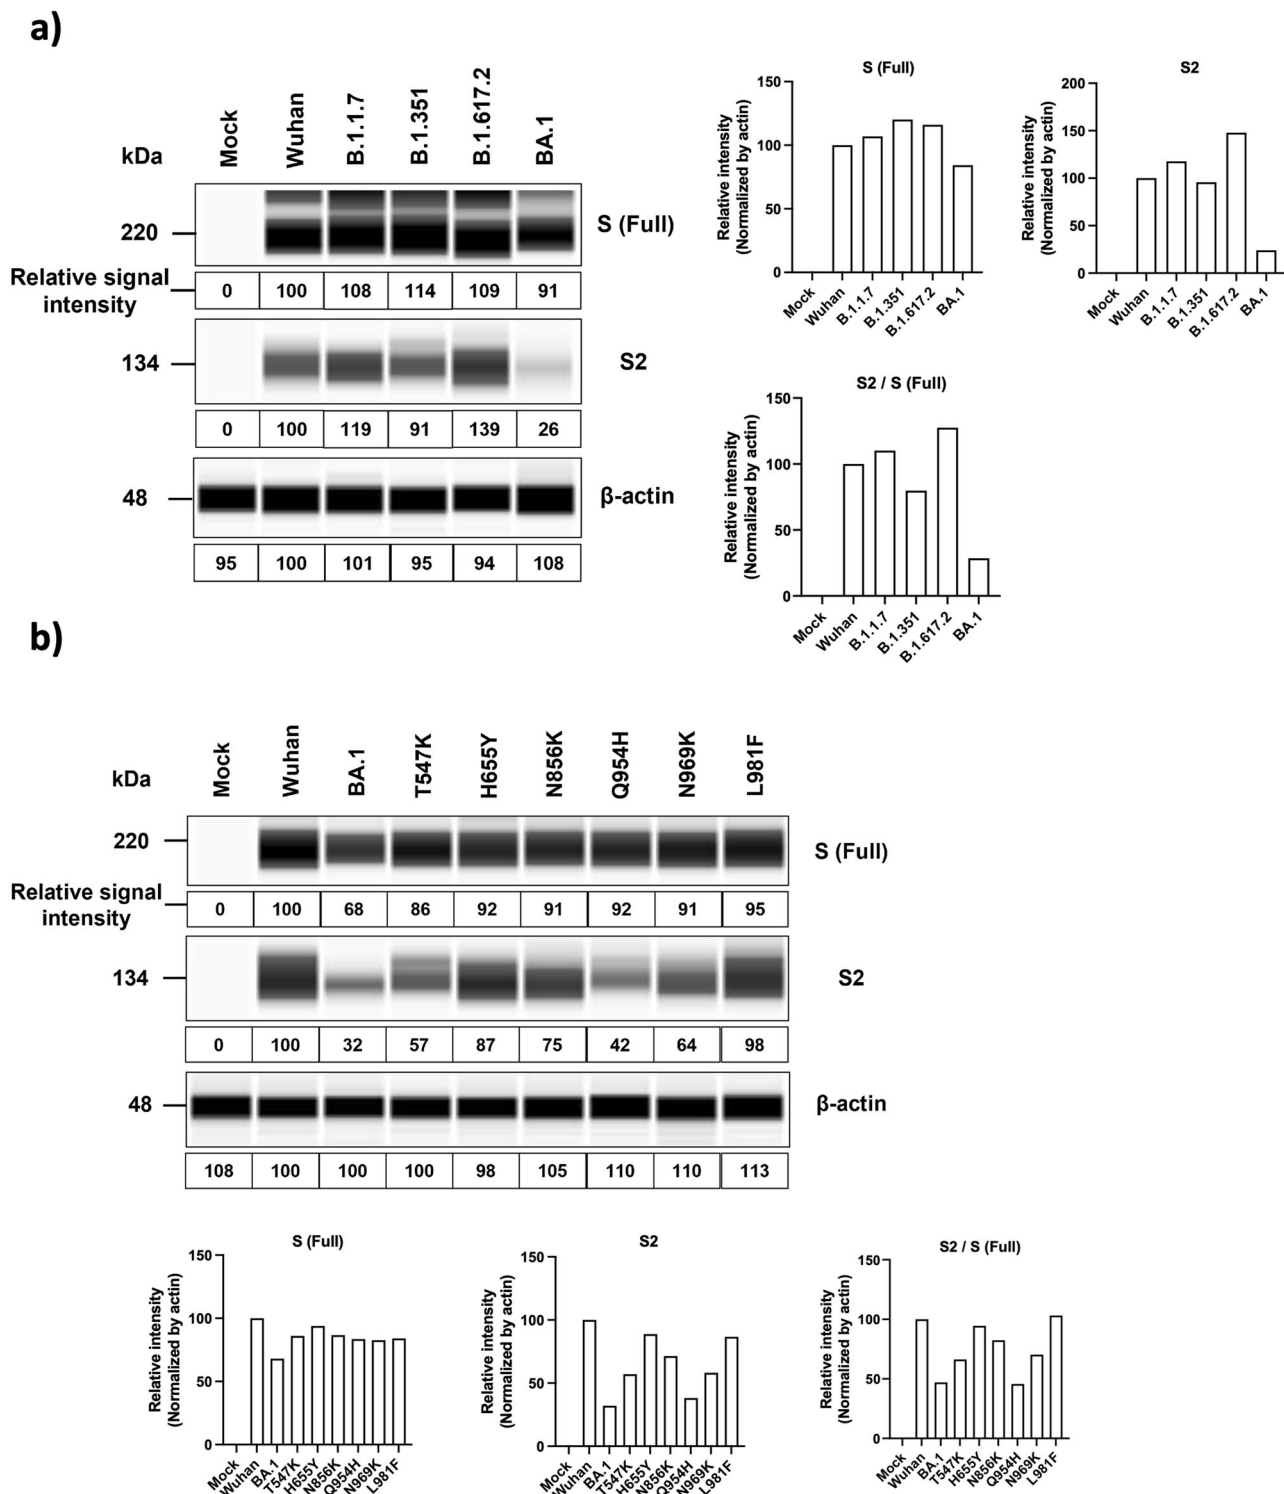 a)
kDa
Mock
Wuhan
B.1.1.7
B.1.351
B.1.617.2
BA.1
220
S (Full)
Relative signal
intensity
0 100 108 114 109 91
134
S2
0 100 119 91 139 26
48
β-actin
95 100 101 95 94 108
S (Full)
Relative intensity
(Normalized by actin)
150
100
50
0
Mock
Wuhan
B.1.1.7
B.1.351
B.1.617.2
BA.1
S2
Relative intensity
(Normalized by actin)
200
150
100
50
0
Mock
Wuhan
B.1.1.7
B.1.351
B.1.617.2
BA.1
S2 / S (Full)
Relative intensity
(Normalized by actin)
150
100
50
0
Mock
Wuhan
B.1.1.7
B.1.351
B.1.617.2
BA.1
b)
kDa
Mock
Wuhan
BA.1
T547K
H655Y
N856K
Q954H
N969K
L981F
220
S (Full)
Relative signal
intensity
0 100 68 86 92 91 92 91 95
134
S2
0 100 32 57 87 75 42 64 98
48
β-actin
108 100 100 100 98 105 110 110 113
S (Full)
Relative intensity
(Normalized by actin)
150
100
50
0
Mock
Wuhan
BA.1
T547K
H655Y
N856K
Q954H
N969K
L981F
S2
Relative intensity
(Normalized by actin)
150
100
50
0
Mock
Wuhan
BA.1
T547K
H655Y
N856K
Q954H
N969K
L981F
S2 / S (Full)
Relative intensity
(Normalized by actin)
150
100
50
0
Mock
Wuhan
BA.1
T547K
H655Y
N856K
Q954H
N969K
L981F